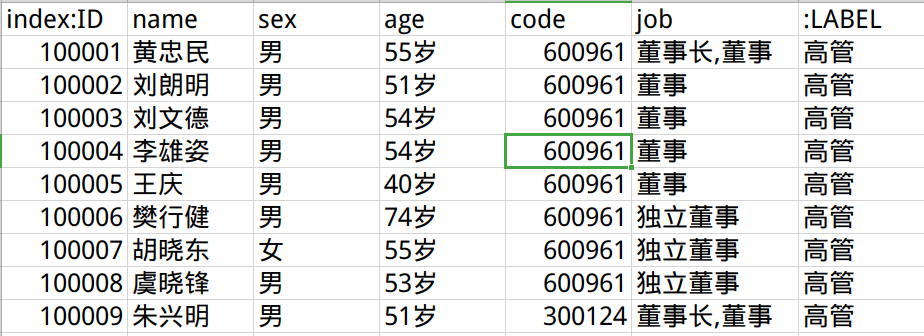 index:ID name sex age code job :LABEL
100001 黄忠民 男 55岁 600961 董事长,董事 高管
100002 刘朗明 男 51岁 600961 董事 高管
100003 刘文德 男 54岁 600961 董事 高管
100004 李雄姿 男 54岁 600961 董事 高管
100005 王庆 男 40岁 600961 董事 高管
100006 樊行健 男 74岁 600961 独立董事 高管
100007 胡晓东 女 55岁 600961 独立董事 高管
100008 虞晓锋 男 53岁 600961 独立董事 高管
100009 朱兴明 男 51岁 300124 董事长,董事 高管